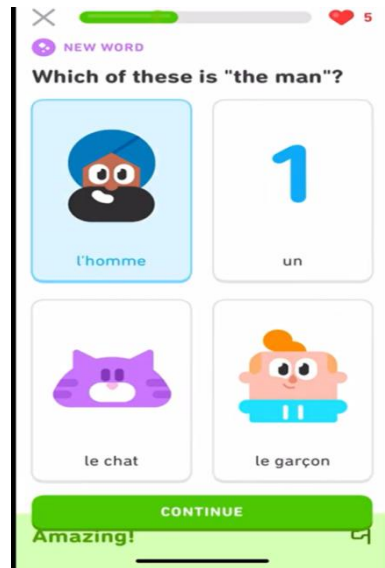 5
NEW WORD
Which of these is "the man"?
1
l'homme
un
le chat
le garçon
CONTINUE
Amazing!